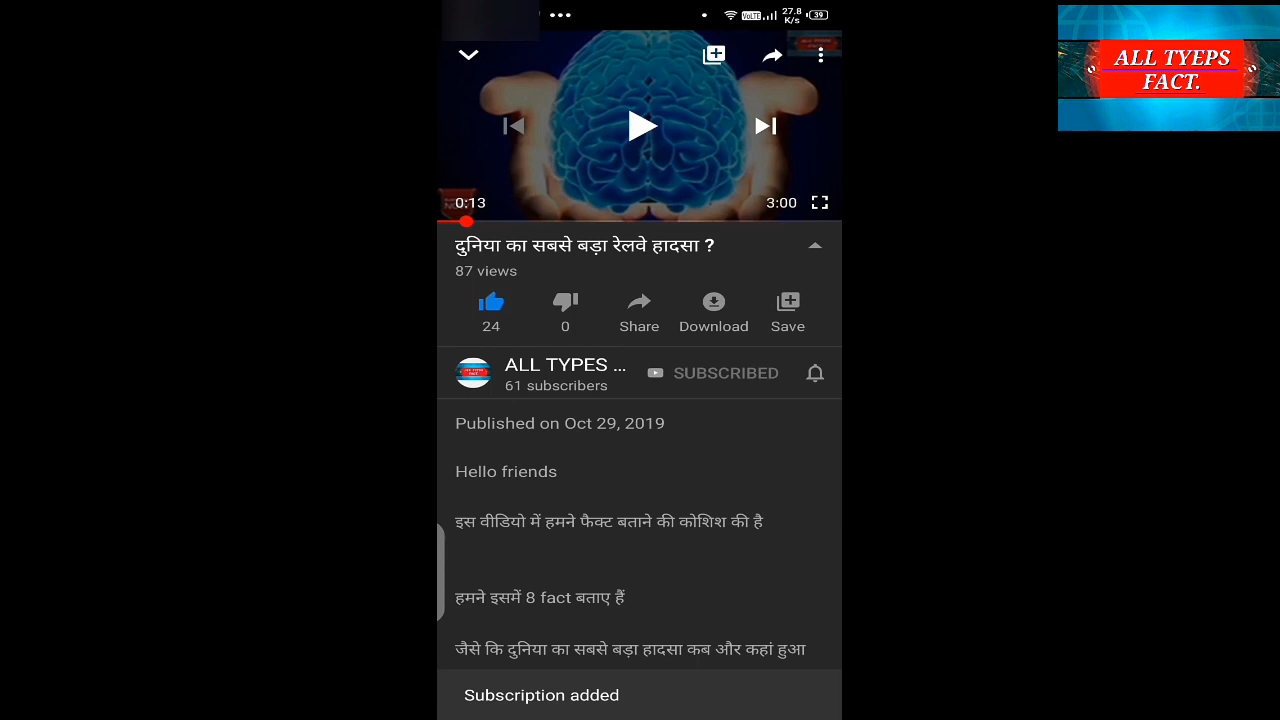 VoLTE 27.8 K/s 39
ALL TYEPS
FACT.
0:13 3:00
दुनिया का सबसे बड़ा रेलवे हादसा ?
87 views
24 0 Share Download Save
ALL TYPES ...
SUBSCRIBED
61 subscribers
Published on Oct 29, 2019
Hello friends
इस वीडियो में हमने फैक्ट बताने की कोशिश की है
हमने इसमें 8 fact बताए हैं
जैसे कि दुनिया का सबसे बड़ा हादसा कब और कहां हुआ
Subscription added